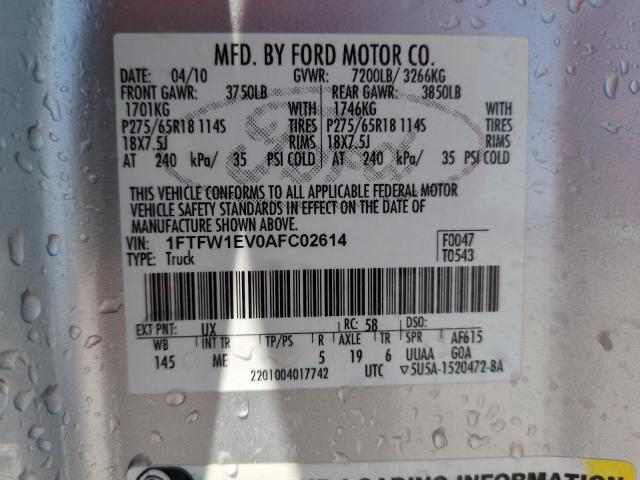 MFD. BY FORD MOTOR CO.
DATE: 04/10 GVWR: 7200LB/ 3266KG
FRONT GAWR: 3750LB REAR GAWR: 3850LB
1701KG 1746KG
P275/65R18 114S TIRES P275/65R18 114S TIRES
18X7.5J RIMS 18X7.5J RIMS
AT 240 kPa/ 35 PSI COLD AT 240 kPa/ 35 PSI COLD
THIS VEHICLE CONFORMS TO ALL APPLICABLE FEDERAL MOTOR
VEHICLE SAFETY STANDARDS IN EFFECT ON THE DATE OF
MANUFACTURE SHOWN ABOVE.
VIN: 1FTFW1EV0AFC02614 F0047
TYPE: Truck T0543
EXT PNT: UX RC: 58 DSO:
WB INT TR TP/PS R AXLE TR SPR AF615
145 ME 5 19 6 UUAA GOA
2201004017742 UTC ▽5U5A-1520472-BA
Ford
LOADING INFORMATION